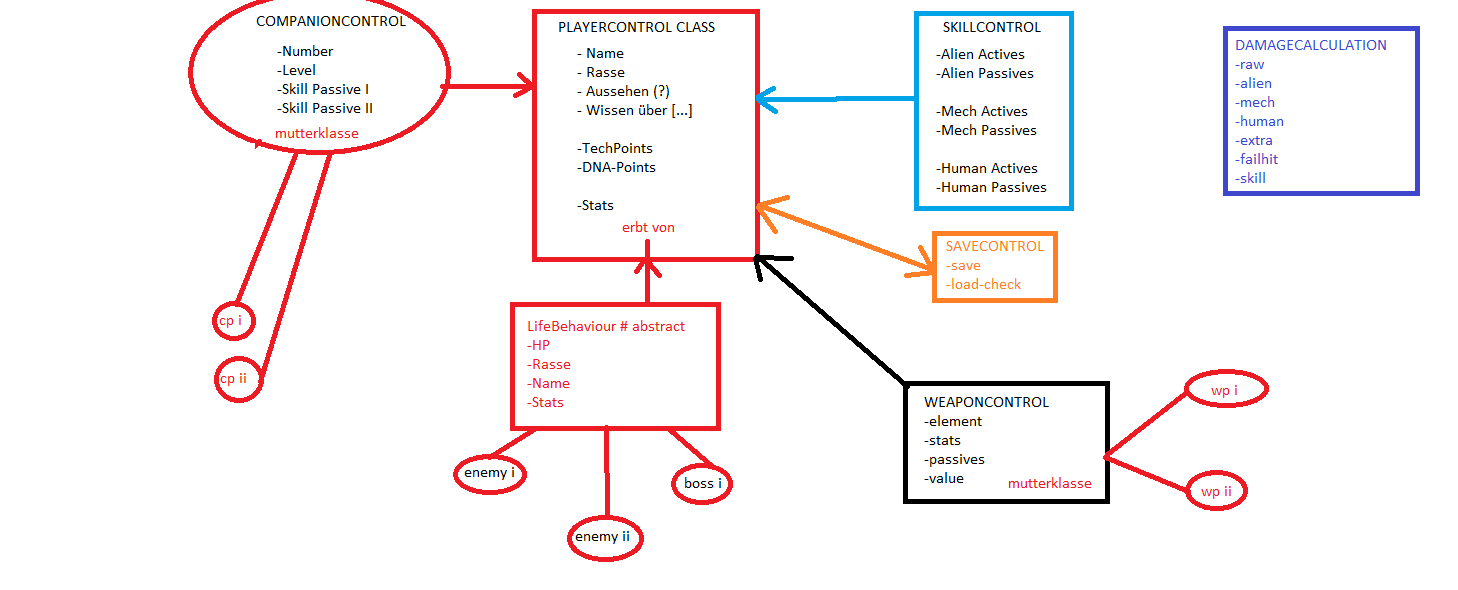 COMPANIONCONTROL
-Number
-Level
-Skill Passive I
-Skill Passive II
mutterklasse
cp i
cp ii
PLAYERCONTROL CLASS
- Name
- Rasse
- Aussehen (?)
- Wissen über [...]
-TechPoints
-DNA-Points
-Stats
erbt von
LifeBehaviour # abstract
-HP
-Rasse
-Name
-Stats
enemy i
enemy ii
boss i
SKILLCONTROL
-Alien Actives
-Alien Passives
-Mech Actives
-Mech Passives
-Human Actives
-Human Passives
SAVECONTROL
-save
-load-check
WEAPONCONTROL
-element
-stats
-passives
-value
mutterklasse
wp i
wp ii
DAMAGECALCULATION
-raw
-alien
-mech
-human
-extra
-failhit
-skill